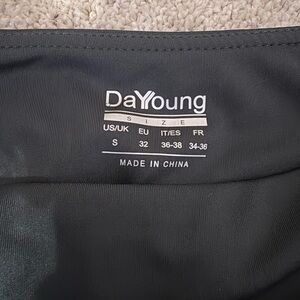 DaYoung
SIZE
US/UK EU IT/ES FR
S 32 36-38 34-36
MADE IN CHINA